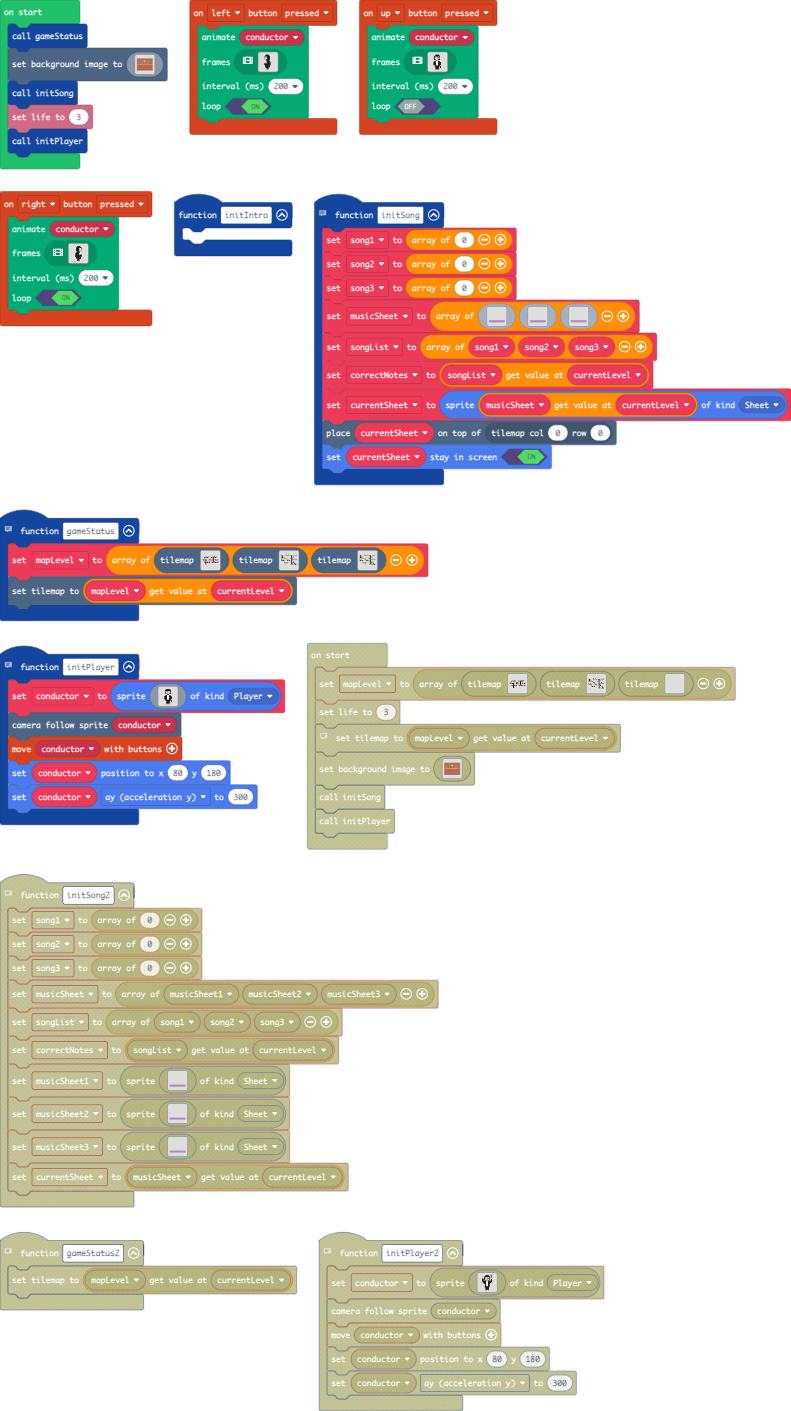 on start
call gameStatus
set background image to
call initSong
set life to 3
call initPlayer
on left button pressed
animate conductor
frames
interval (ms) 200
loop ON
on up button pressed
animate conductor
frames
interval (ms) 200
loop OFF
on right button pressed
animate conductor
frames
interval (ms) 200
loop ON
function initIntro
function initSong
set song1 to array of 0
set song2 to array of 0
set song3 to array of 0
set musicSheet to array of
set songList to array of song1 song2 song3
set correctNotes to songList get value at currentLevel
set currentSheet to sprite musicSheet get value at currentLevel of kind Sheet
place currentSheet on top of tilemap col 0 row 0
set currentSheet stay in screen ON
function gameStatus
set mapLevel to array of tilemap tilemap tilemap
set tilemap to mapLevel get value at currentLevel
function initPlayer
set conductor to sprite of kind Player
camera follow sprite conductor
move conductor with buttons
set conductor position to x 80 y 180
set conductor ay (acceleration y) to 300
on start
set mapLevel to array of tilemap tilemap tilemap
set life to 3
set tilemap to mapLevel get value at currentLevel
set background image to
call initSong
call initPlayer
function initSong2
set song1 to array of 0
set song2 to array of 0
set song3 to array of 0
set musicSheet to array of musicSheet1 musicSheet2 musicSheet3
set songList to array of song1 song2 song3
set correctNotes to songList get value at currentLevel
set musicSheet1 to sprite of kind Sheet
set musicSheet2 to sprite of kind Sheet
set musicSheet3 to sprite of kind Sheet
set currentSheet to musicSheet get value at currentLevel
function gameStatus2
set tilemap to mapLevel get value at currentLevel
function initPlayer2
set conductor to sprite of kind Player
camera follow sprite conductor
move conductor with buttons
set conductor position to x 80 y 180
set conductor ay (acceleration y) to 300